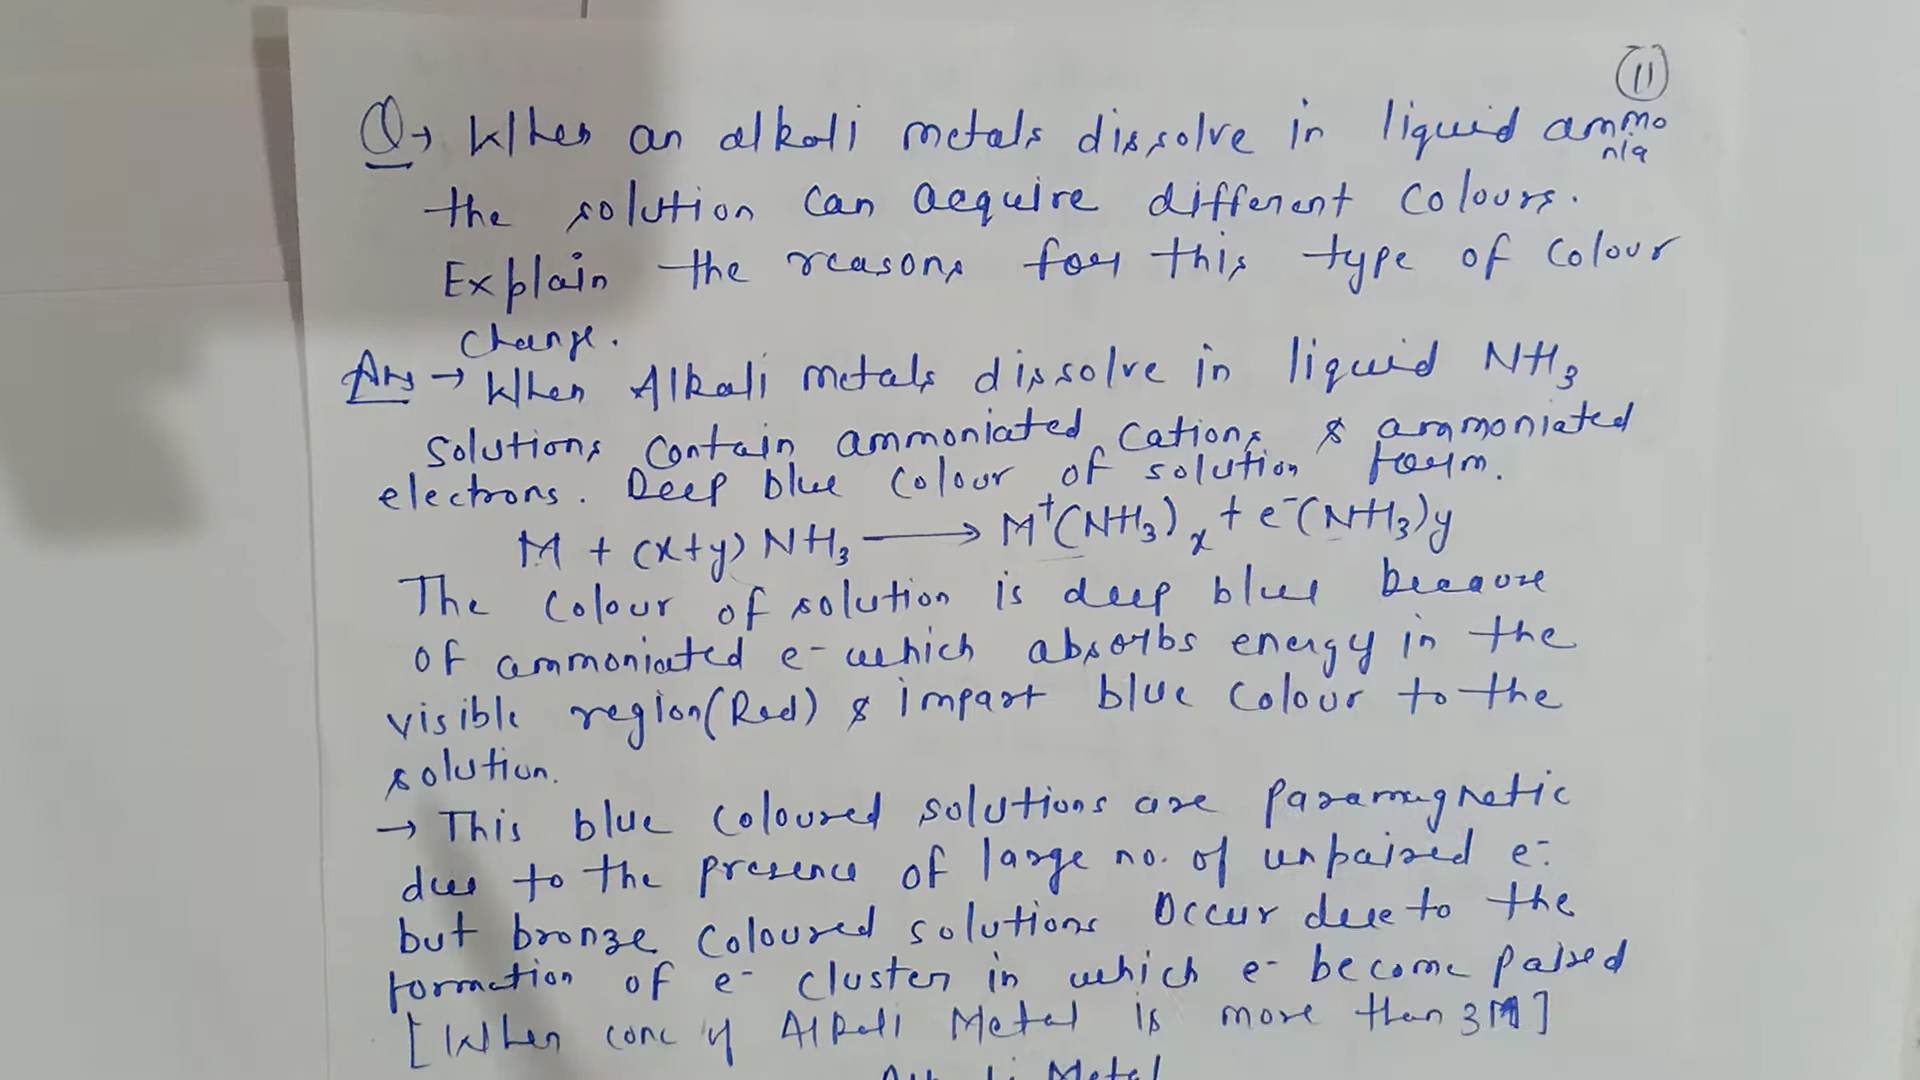 11
Q→ When an alkali metals dissolve in liquid ammo
nia
the solution can acquire different colours.
Explain the reasons for this type of colour
change.
Ans → When Alkali metals dissolve in liquid NH3
solutions contain ammoniated cations & ammoniated
electrons. Deep blue colour of solution form.
M + (x+y) NH3 ⟶ M+(NH3)x + e-(NH3)y
The colour of solution is deep blue because
of ammoniated e- which absorbs energy in the
visible region (Red) & impart blue colour to the
solution.
→ This blue coloured solutions are paramagnetic
due to the presence of large no. of unpaired e-.
but bronze coloured solutions occur due to the
formation of e- cluster in which e- become paired
[When conc of Alkali Metal is more than 3M]
Alkali Metal